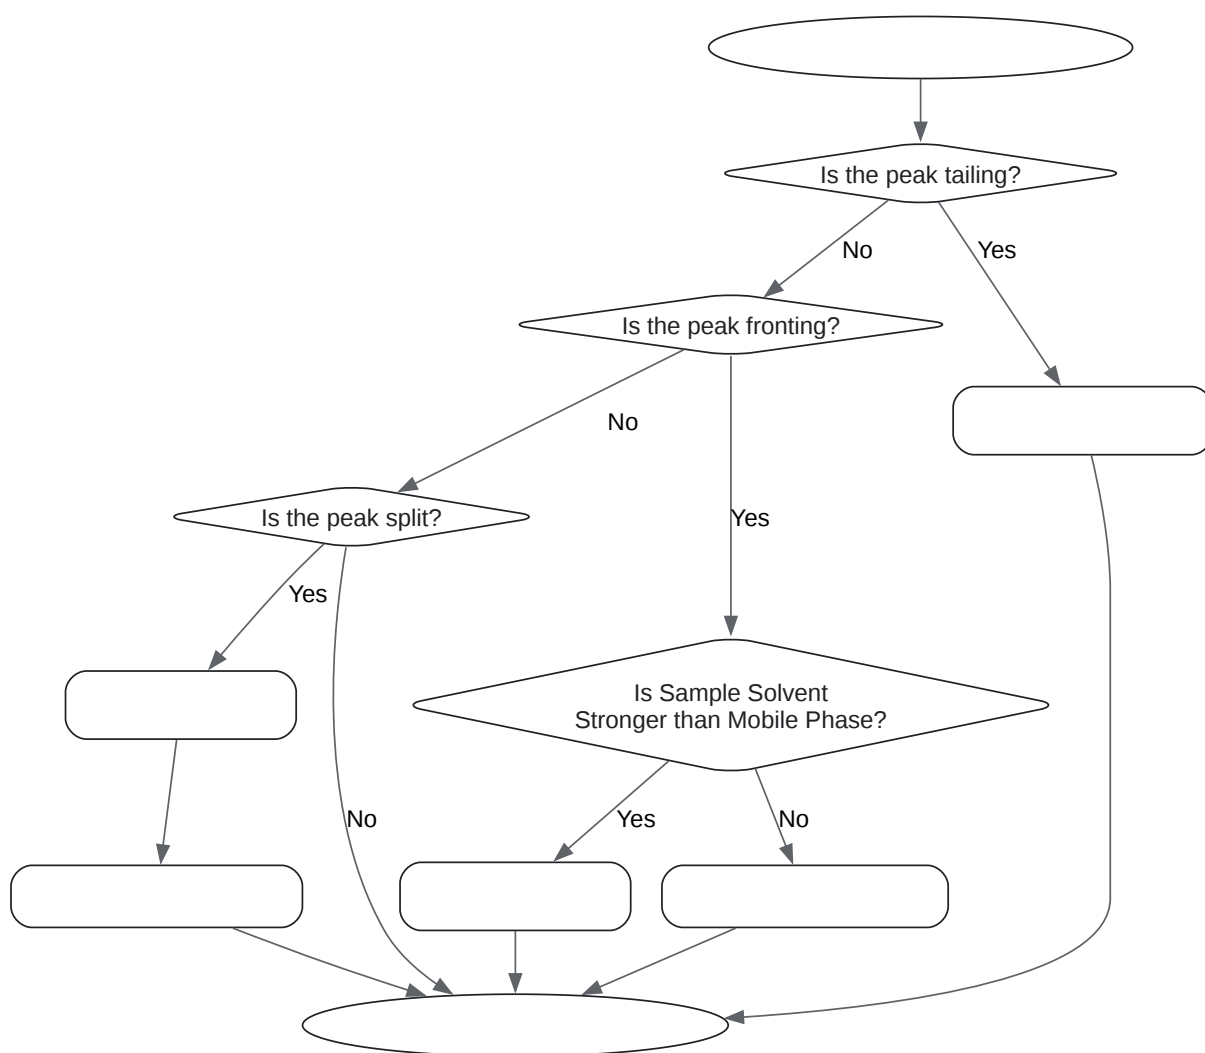 Is the peak tailing?
No
Yes
Is the peak fronting?
No
Is the peak split?
Yes
Yes
Is Sample Solvent
Stronger than Mobile Phase?
No
Yes
No